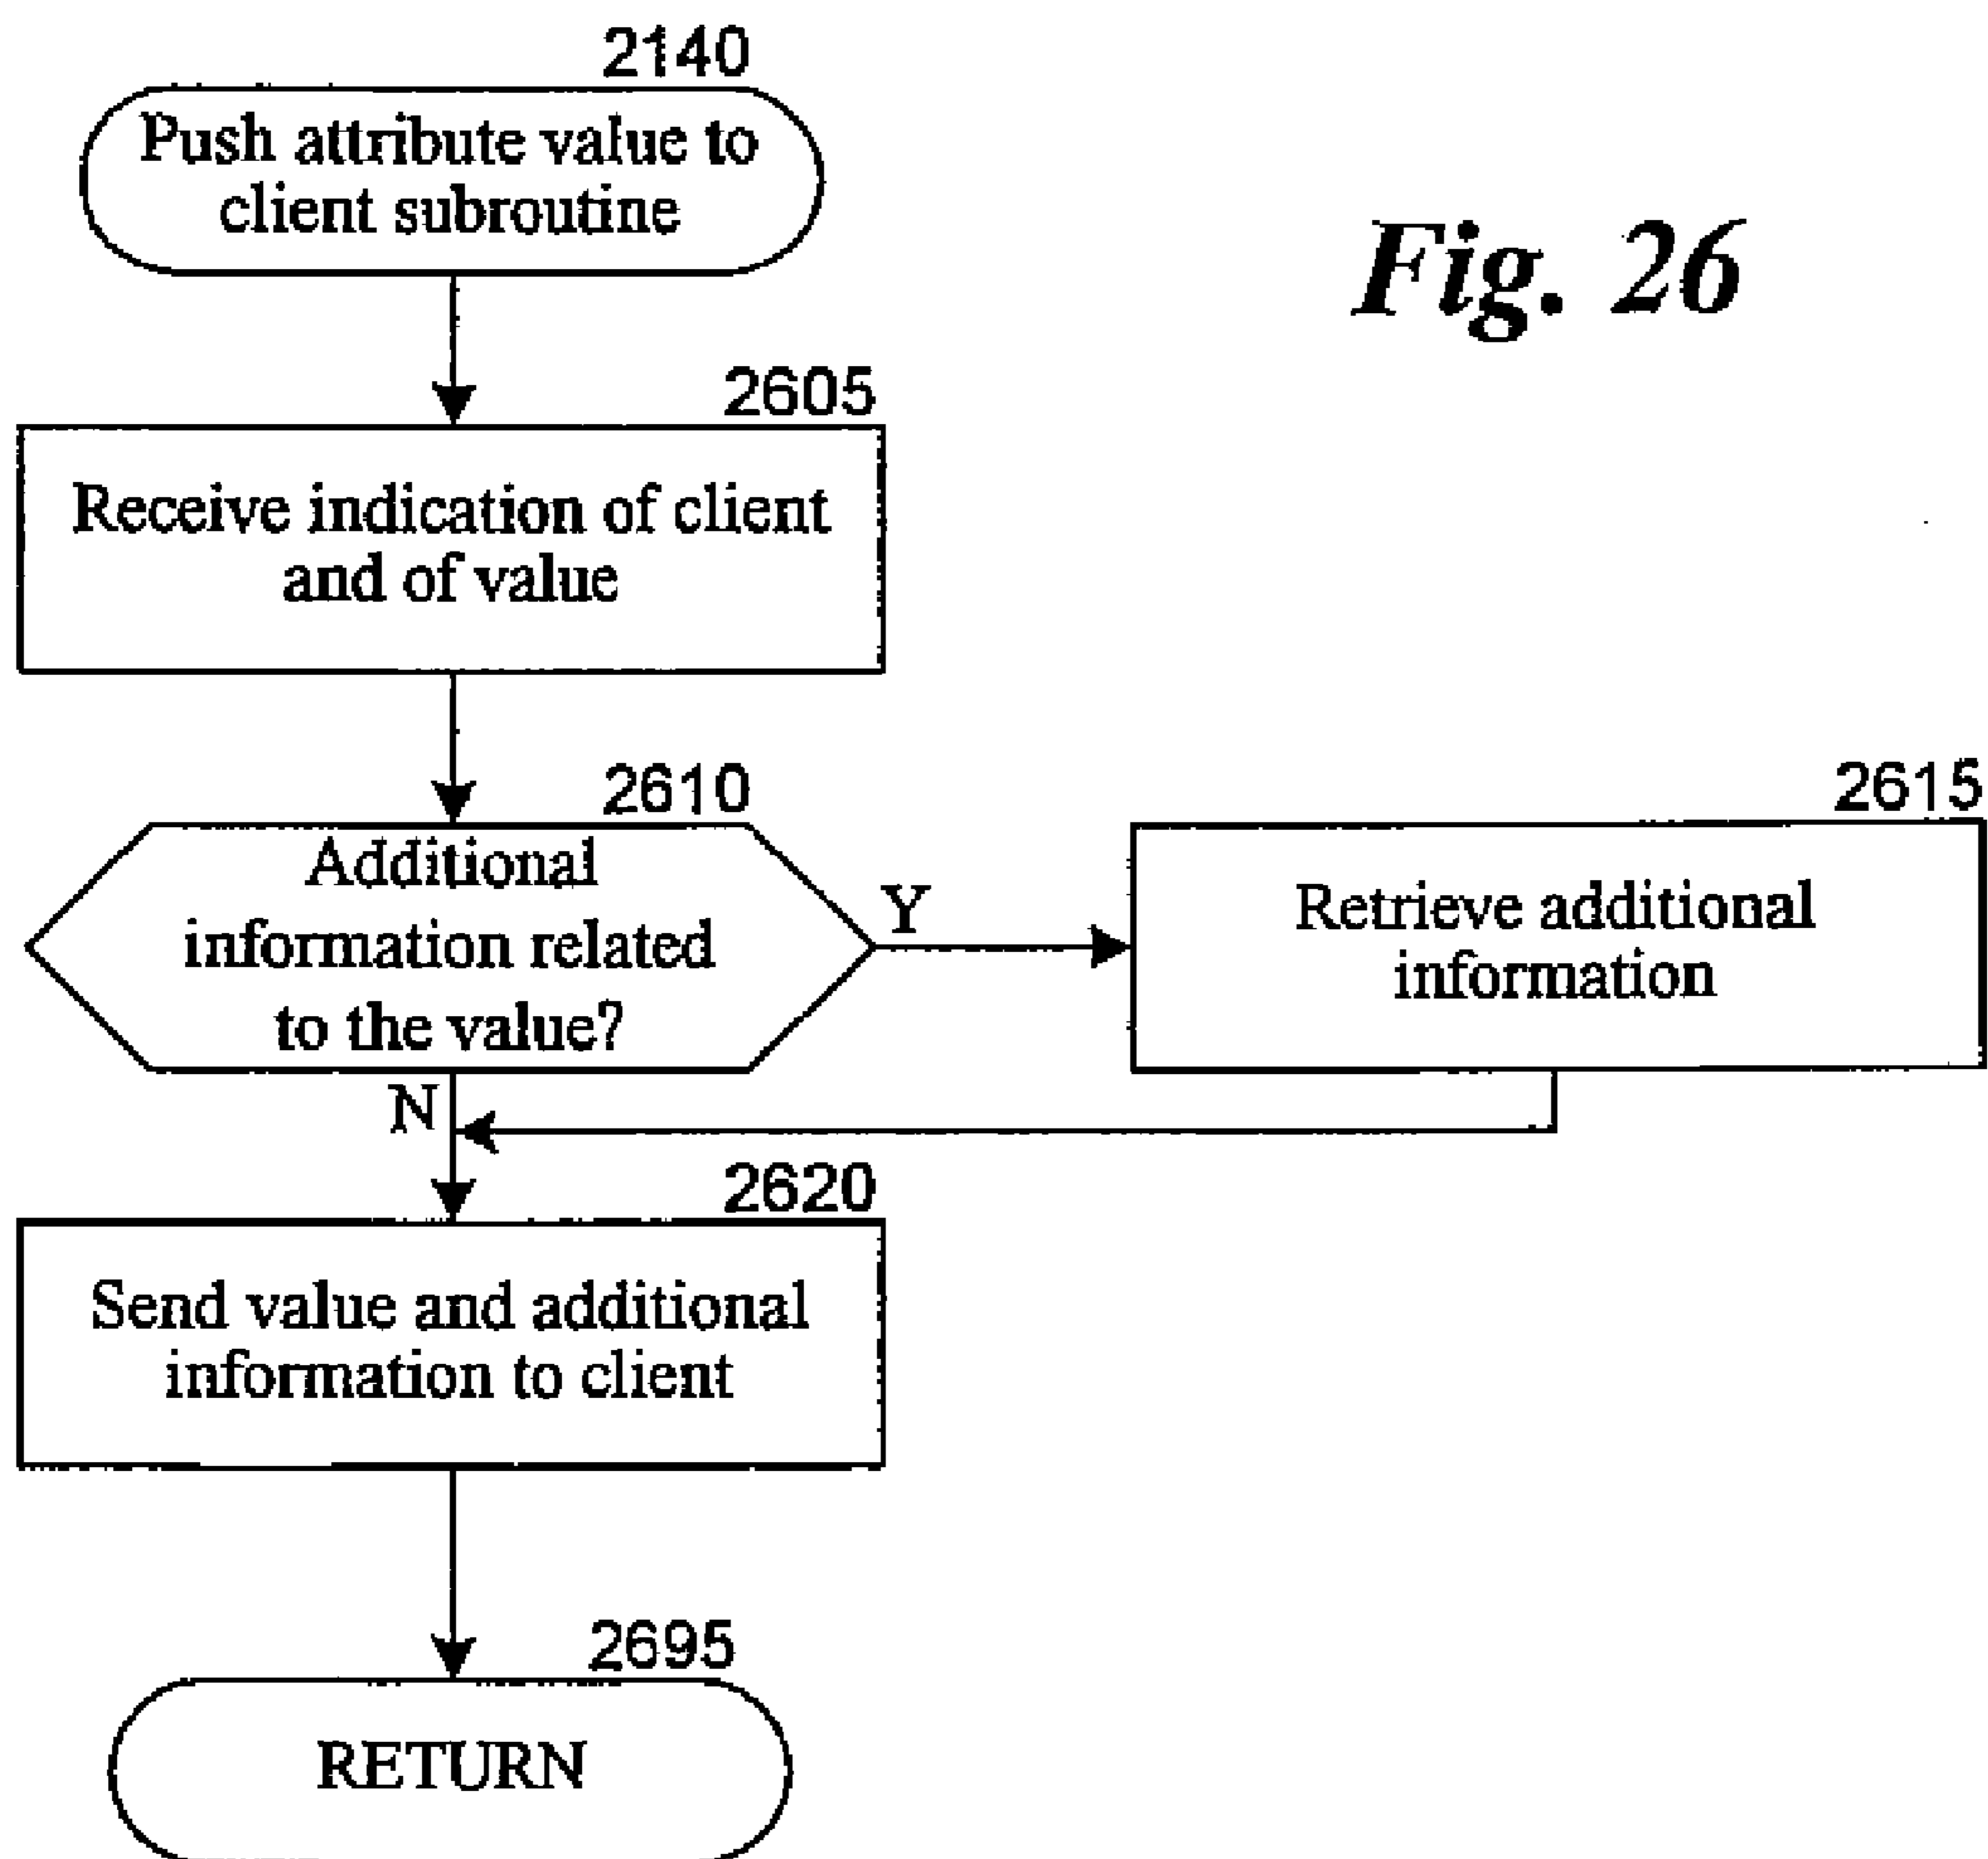 2140
Push attribute value to
client subroutine
Fig. 26
2605
Receive indication of client
and of value
2610
Additional
information related
to the value?
Y
N
2615
Retrieve additional
information
2620
Send value and additional
information to client
2695
RETURN